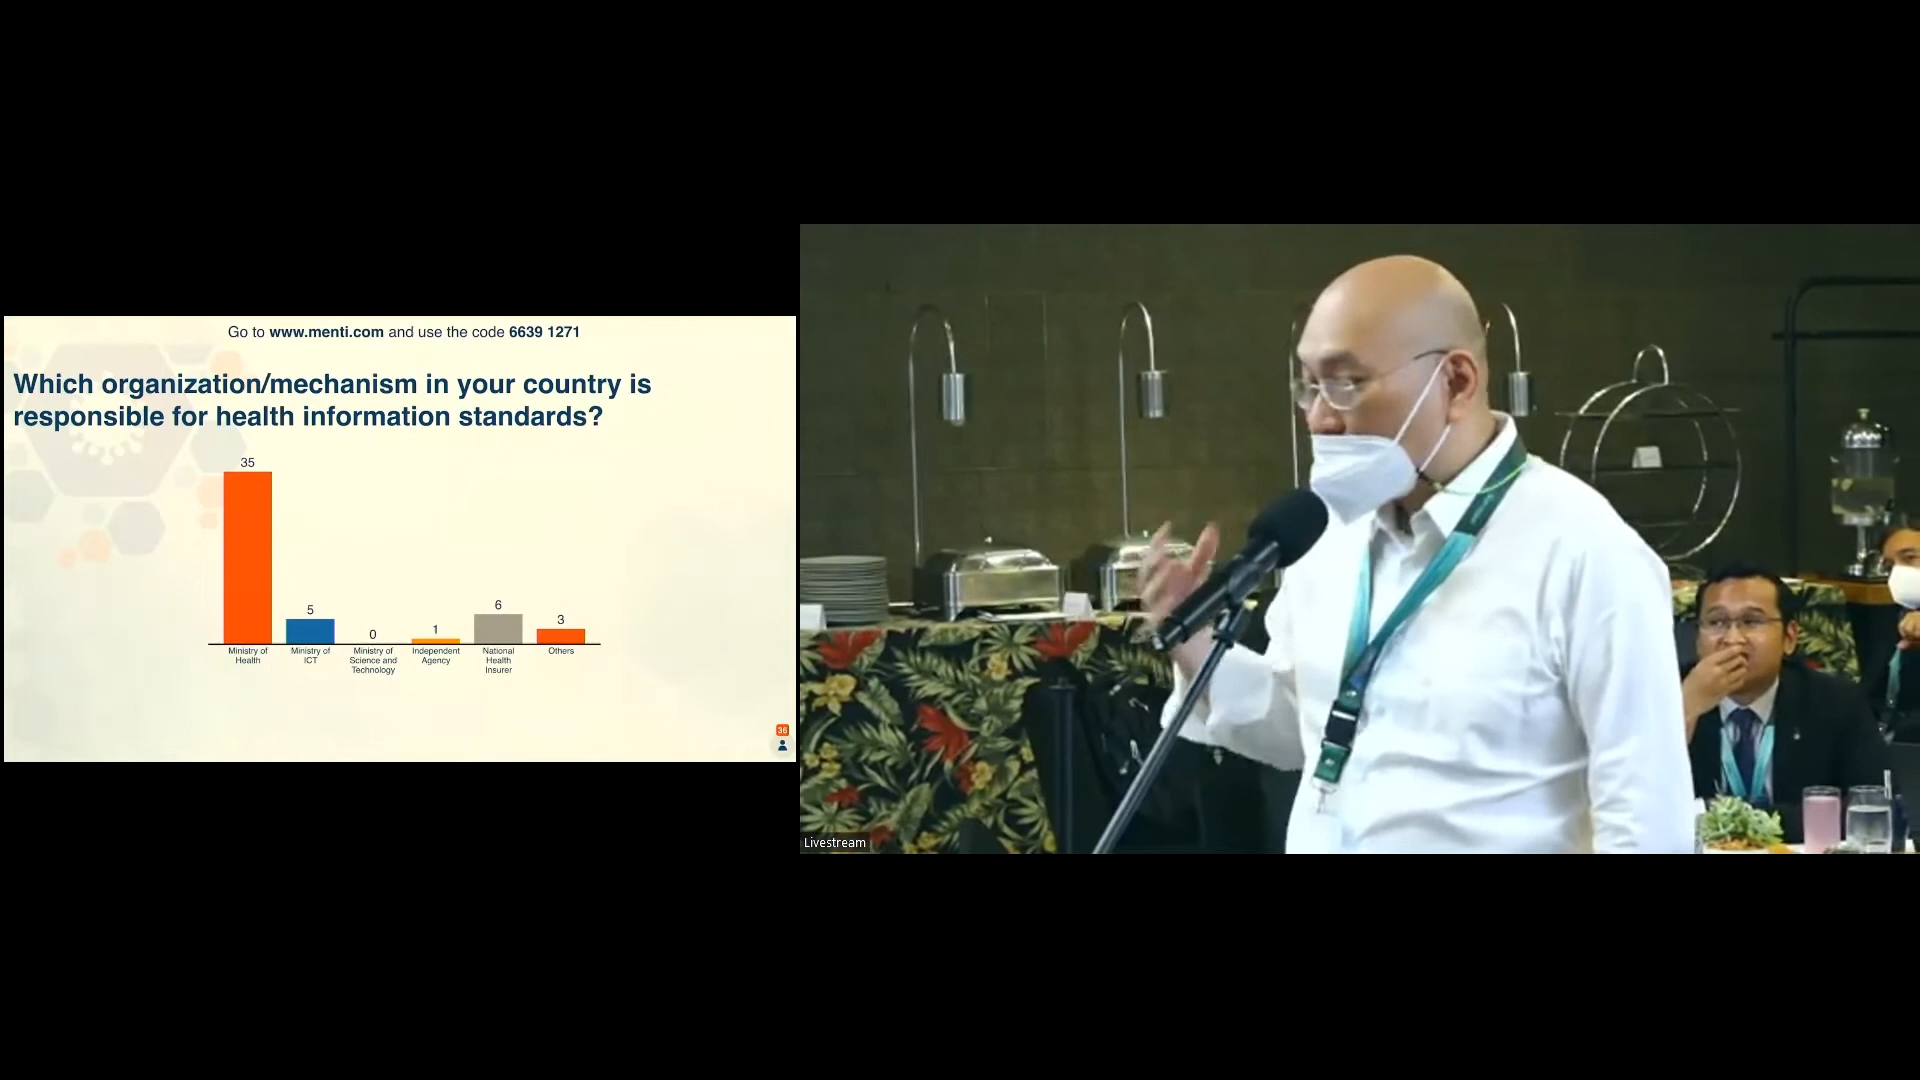 Go to www.menti.com and use the code 6639 1271
Which organization/mechanism in your country is
responsible for health information standards?
35
5
0
1
6
3
Ministry of
Health
Ministry of
ICT
Ministry of
Science and
Technology
Independent
Agency
National
Health
Insurer
Others
36
Livestream